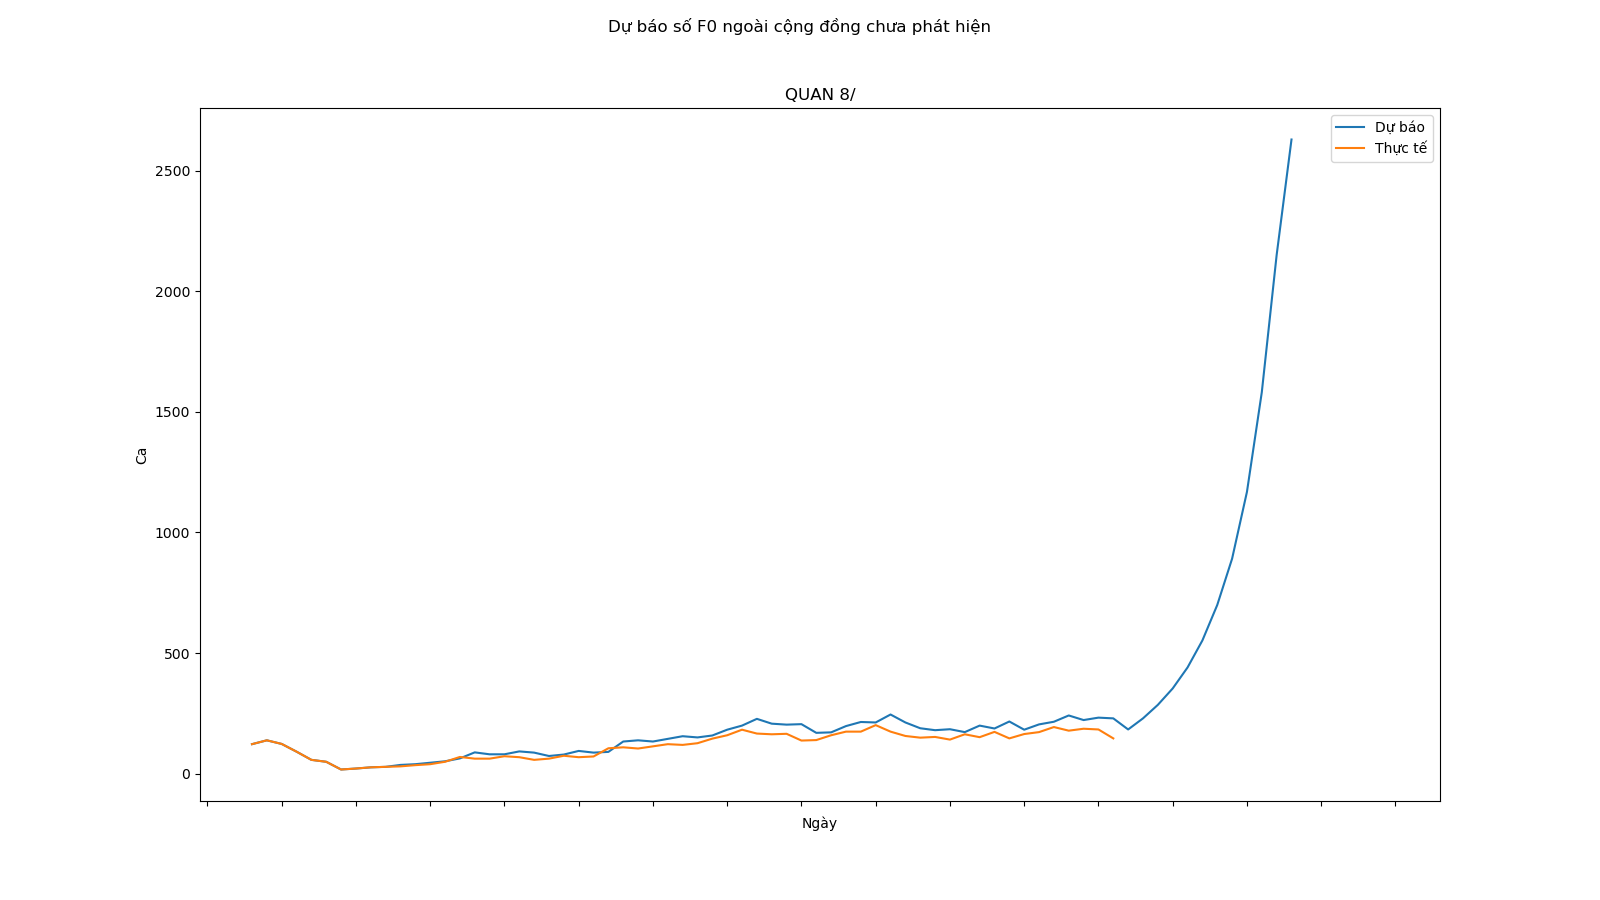 Dự báo số F0 ngoài cộng đồng chưa phát hiện
QUAN 8/
Dự báo
Thực tế
2500
2000
1500
1000
500
0
Ca
Ngày